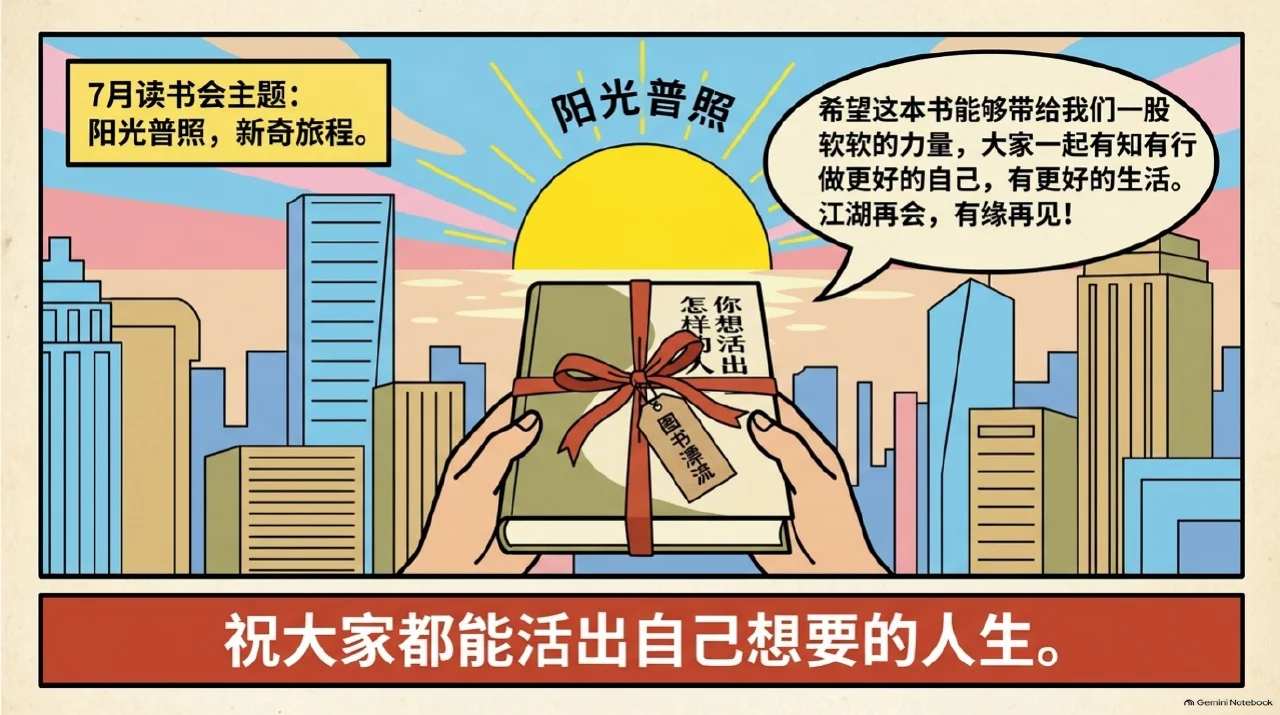 7月读书会主题：
阳光普照，新奇旅程。
阳光普照
希望这本书能够带给我们一股
软软的力量，大家一起有知有行
做更好的自己，有更好的生活。
江湖再会，有缘再见！
你想活出
怎样的人
图书漂流
祝大家都能活出自己想要的人生。
Gemini Notebook